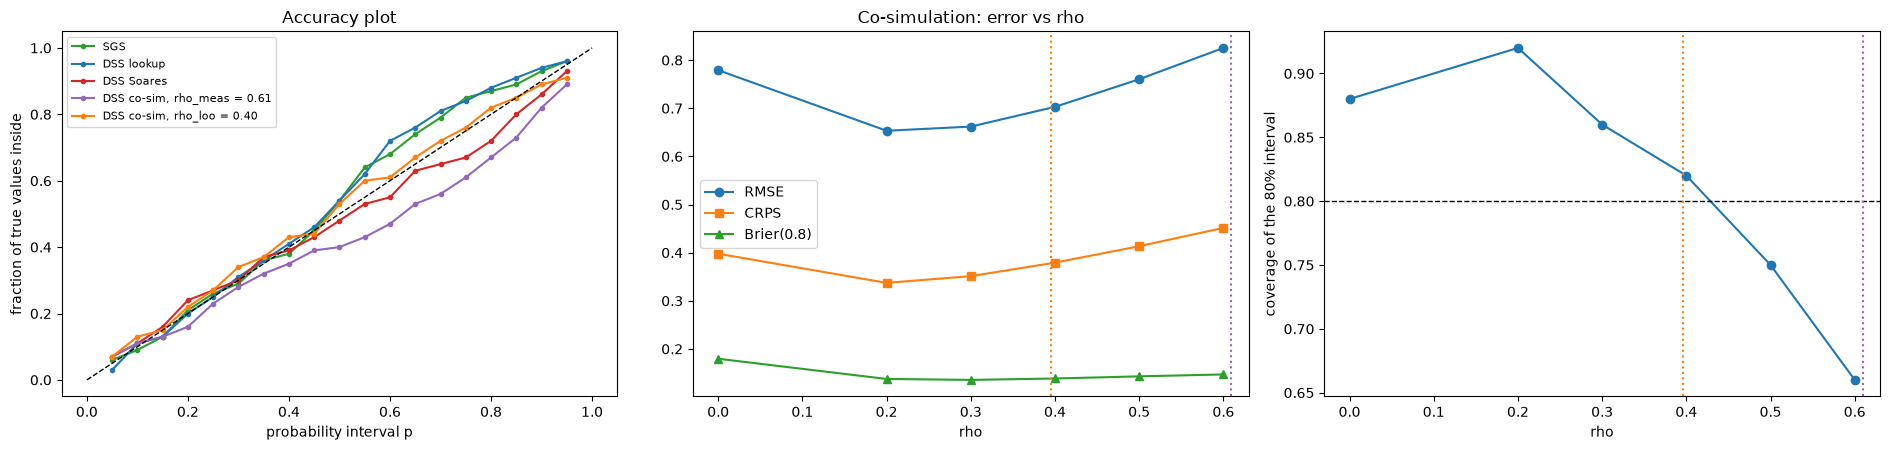 Accuracy plot
SGS
DSS lookup
DSS Soares
DSS co-sim, rho_meas = 0.61
DSS co-sim, rho_loo = 0.40
fraction of true values inside
1.0
0.8
0.6
0.4
0.2
0.0
0.0 0.2 0.4 0.6 0.8 1.0
probability interval p
Co-simulation: error vs rho
0.8
0.7
0.6
0.5
0.4
0.3
0.2
RMSE
CRPS
Brier(0.8)
0.0 0.1 0.2 0.3 0.4 0.5 0.6
rho
coverage of the 80% interval
0.90
0.85
0.80
0.75
0.70
0.65
0.0 0.1 0.2 0.3 0.4 0.5 0.6
rho